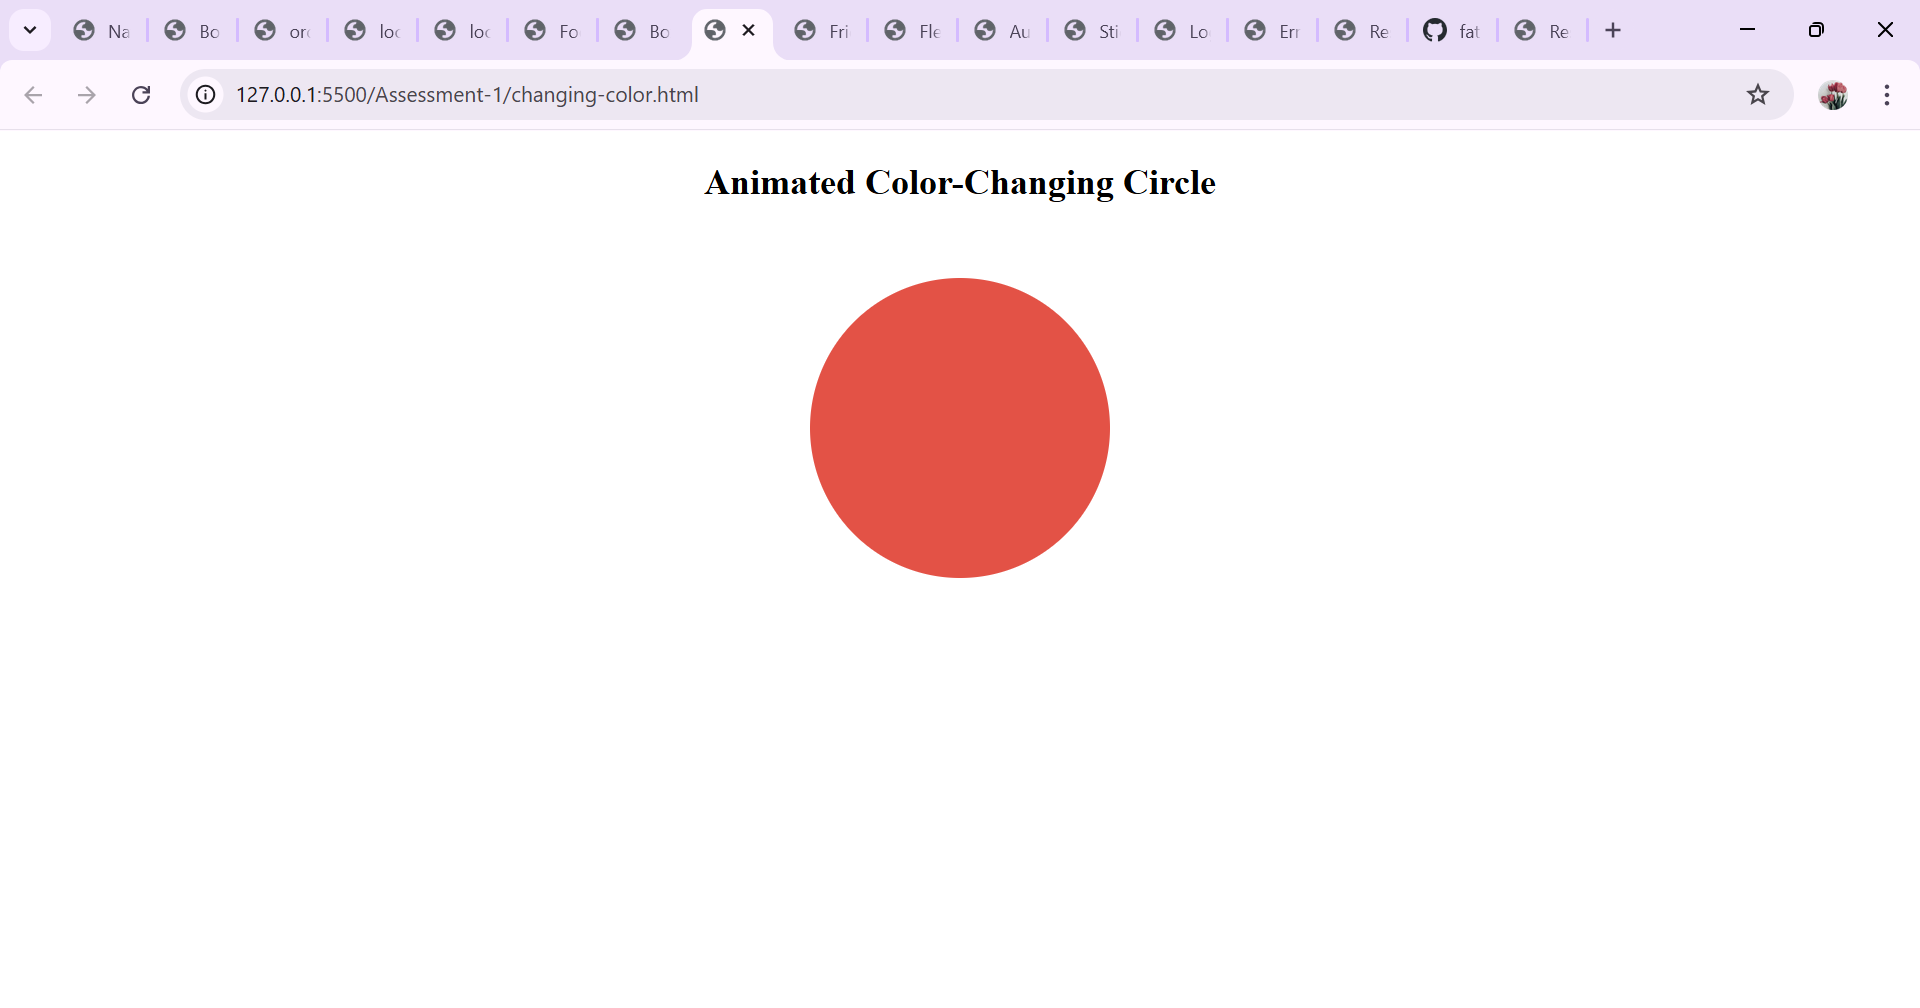 Na Bo loc loc Fo Bo Fri Fle Au Sti Lo Err Re fat Re
127.0.0.1:5500/Assessment-1/changing-color.html
Animated Color-Changing Circle